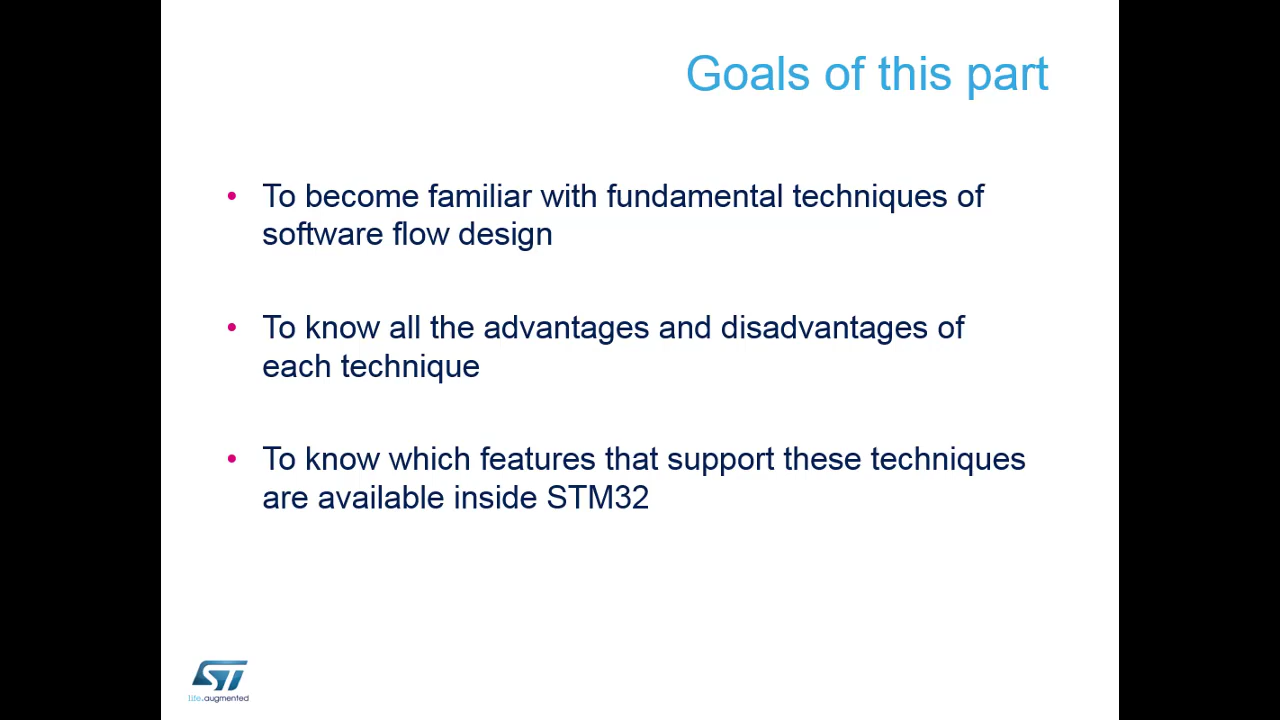 Goals of this part
• To become familiar with fundamental techniques of
software flow design
• To know all the advantages and disadvantages of
each technique
• To know which features that support these techniques
are available inside STM32
ST
life.augmented